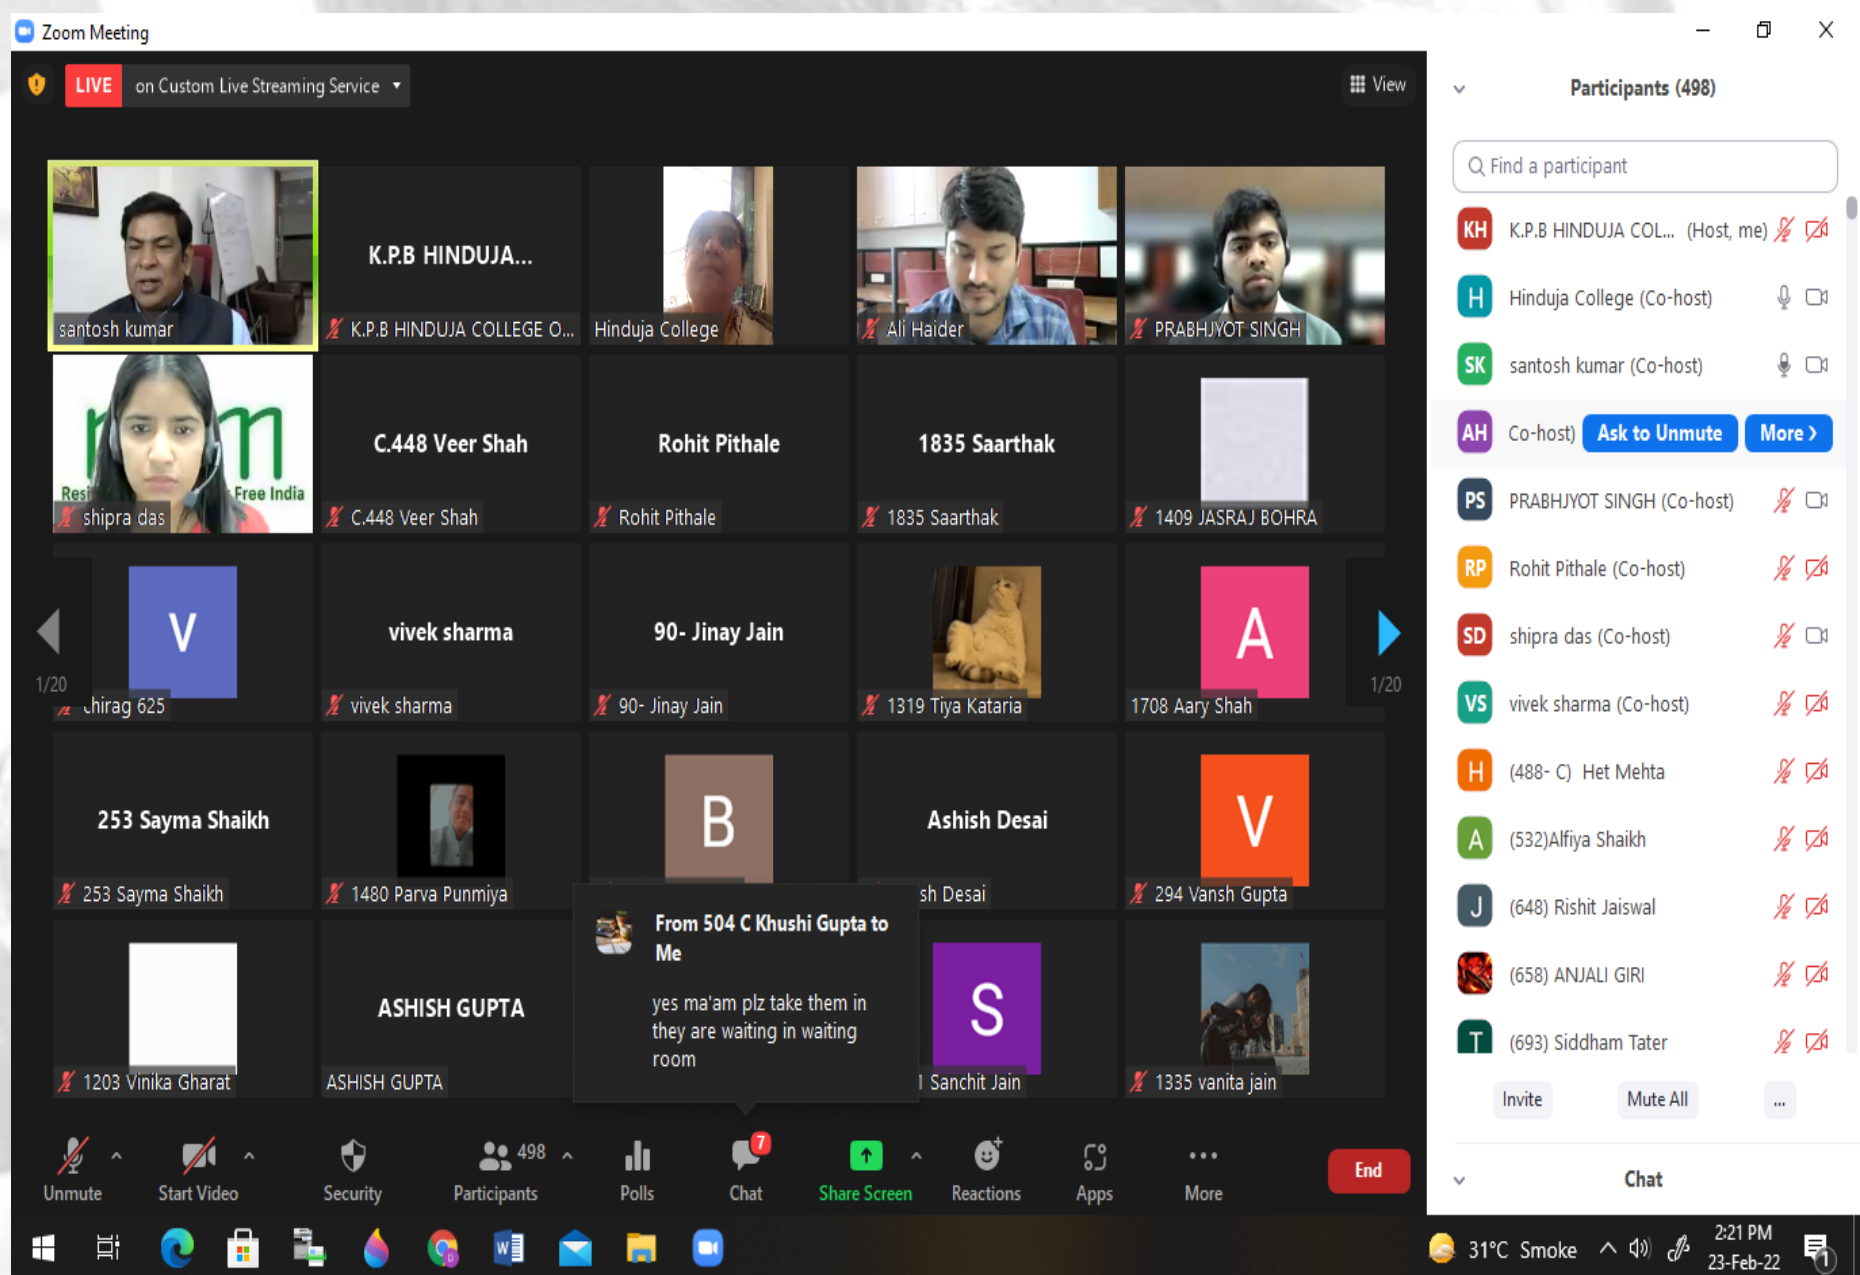 Zoom Meeting
LIVE on Custom Live Streaming Service
View
santosh kumar
K.P.B HINDUJA...
K.P.B HINDUJA COLLEGE O...
Hinduja College
Ali Haider
PRABHJYOT SINGH
Free India
shipra das
C.448 Veer Shah
C.448 Veer Shah
Rohit Pithale
Rohit Pithale
1835 Saarthak
1835 Saarthak
1409 JASRAJ BOHRA
V
chirag 625
vivek sharma
vivek sharma
90- Jinay Jain
90- Jinay Jain
1319 Tiya Kataria
A
1708 Aary Shah
1/20
1/20
253 Sayma Shaikh
253 Sayma Shaikh
1480 Parva Punmiya
B
Ashish Desai
sh Desai
V
294 Vansh Gupta
1203 Vinika Gharat
ASHISH GUPTA
ASHISH GUPTA
From 504 C Khushi Gupta to
Me
yes ma'am plz take them in
they are waiting in waiting
room
S
1 Sanchit Jain
1335 vanita jain
Unmute
Start Video
Security
498
Participants
Polls
7
Chat
Share Screen
Reactions
Apps
More
End
Participants (498)
Find a participant
KH K.P.B HINDUJA COL... (Host, me)
H Hinduja College (Co-host)
SK santosh kumar (Co-host)
AH Co-host) Ask to Unmute More >
PS PRABHJYOT SINGH (Co-host)
RP Rohit Pithale (Co-host)
SD shipra das (Co-host)
VS vivek sharma (Co-host)
H (488- C) Het Mehta
A (532)Alfiya Shaikh
J (648) Rishit Jaiswal
(658) ANJALI GIRI
T (693) Siddham Tater
Invite Mute All ...
Chat
31°C Smoke
2:21 PM
23-Feb-22
1